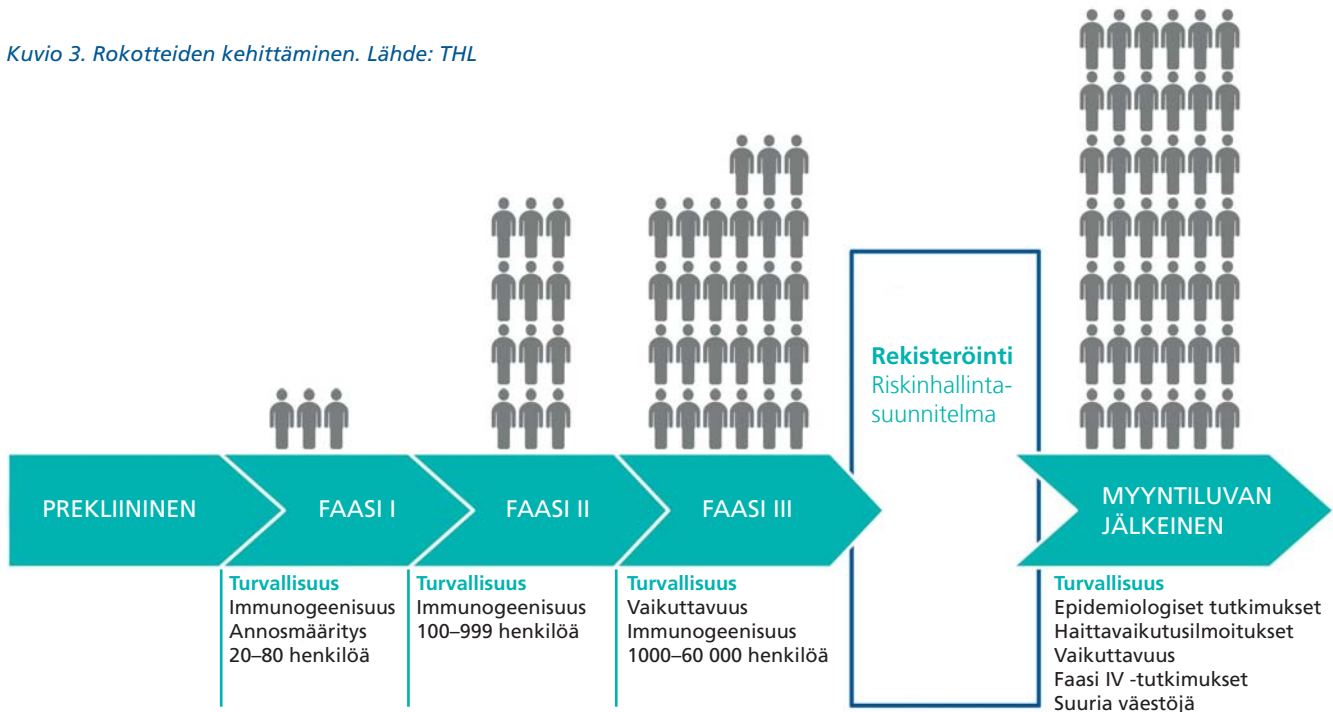 Kuvio 3. Rokotteiden kehittäminen. Lähde: THL
Rekisteröinti
Riskinhallinta-
suunnitelma
PREKLIININEN
FAASI I
FAASI II
FAASI III
MYYNTILUVAN
JÄLKEINEN
Turvallisuus
Immunogeenisuus
Annosmääritys
20–80 henkilöä
Turvallisuus
Immunogeenisuus
100–999 henkilöä
Turvallisuus
Vaikuttavuus
Immunogeenisuus
1000–60 000 henkilöä
Turvallisuus
Epidemiologiset tutkimukset
Haittavaikutusilmoitukset
Vaikuttavuus
Faasi IV -tutkimukset
Suuria väestöjä